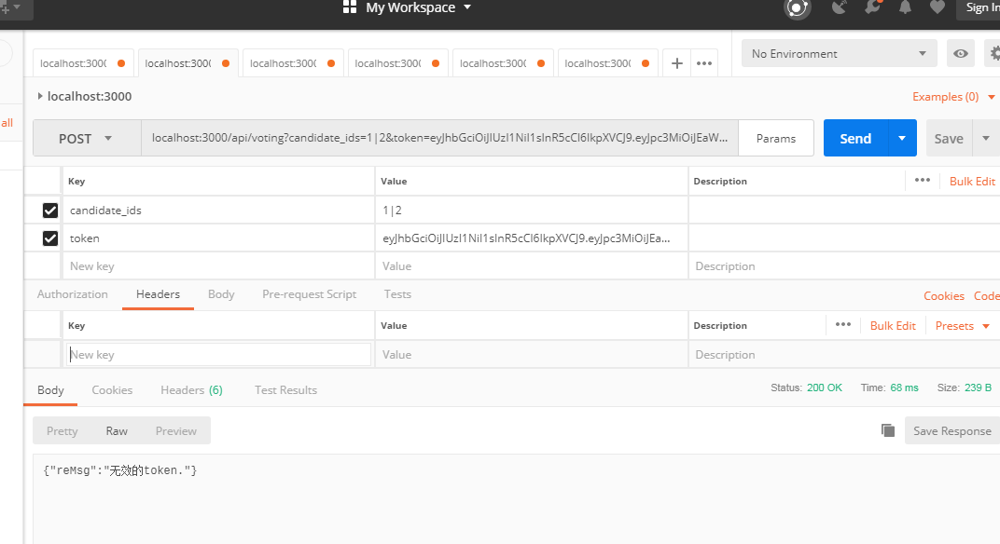 My Workspace
Sign In
localhost:300( localhost:300( localhost:300( localhost:300( localhost:300( localhost:300(
No Environment
all
localhost:3000
Examples (0)
POST localhost:3000/api/voting?candidate_ids=1|2&token=eyJhbGciOiJIUzI1NiI1sInR5cCI6IkpXVCJ9.eyJpc3MiOiJEaW... Params Send Save
Key Value Description Bulk Edit
candidate_ids 1|2
token eyJhbGciOiJIUzI1NiI1sInR5cCI6IkpXVCJ9.eyJpc3MiOiJEa...
New key Value Description
Authorization Headers Body Pre-request Script Tests Cookies Code
Key Value Description Bulk Edit Presets
New key Value Description
Body Cookies Headers (6) Test Results Status: 200 OK Time: 68 ms Size: 239 B
Pretty Raw Preview Save Response
{"reMsg":"无效的token."}